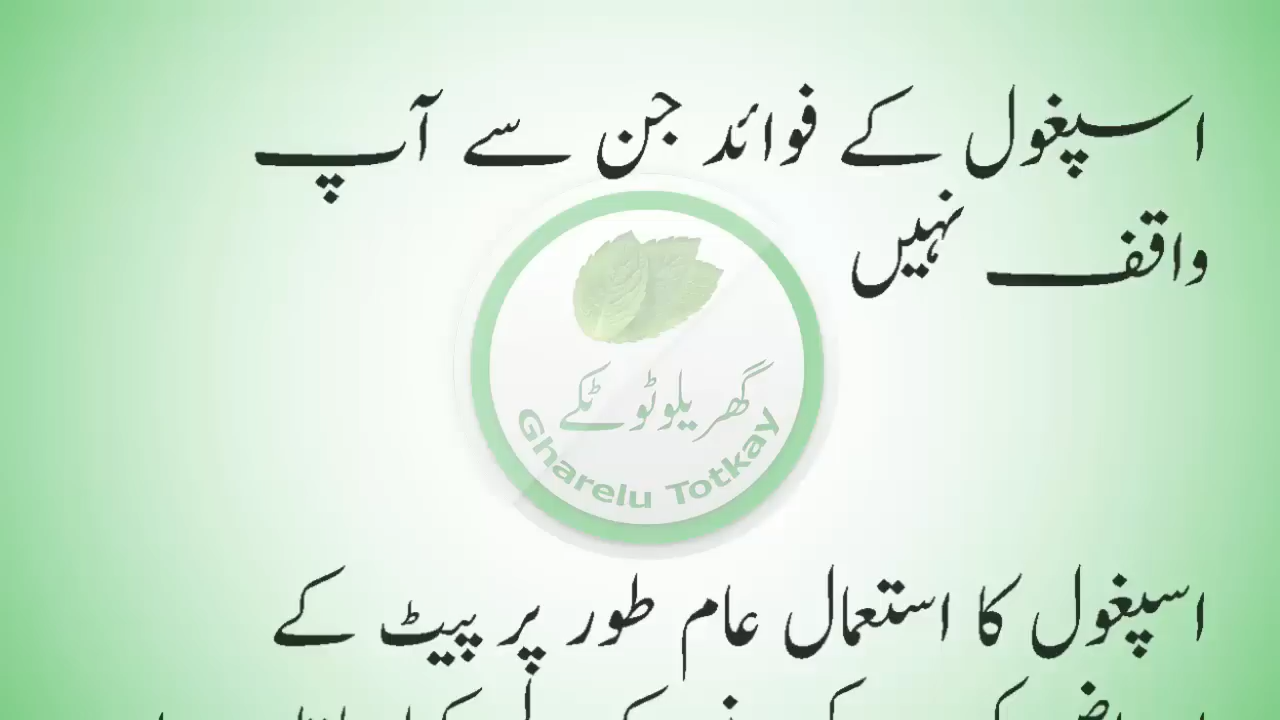 اسپغول کے فوائد جن سے آپ
واقف نہیں
گھریلو ٹوٹکے
Gharelu Totkay
اسپغول کا استعمال عام طور پر پیٹ کے